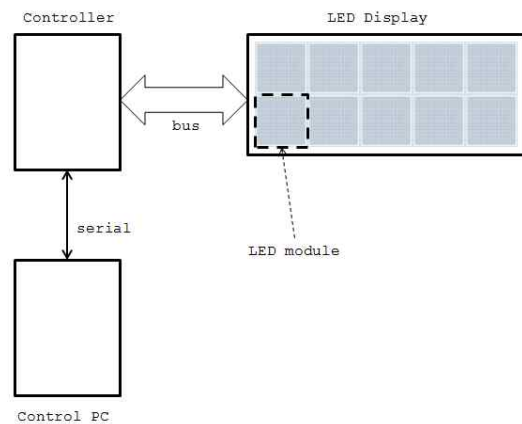 Controller
LED Display
bus
serial
LED module
Control PC